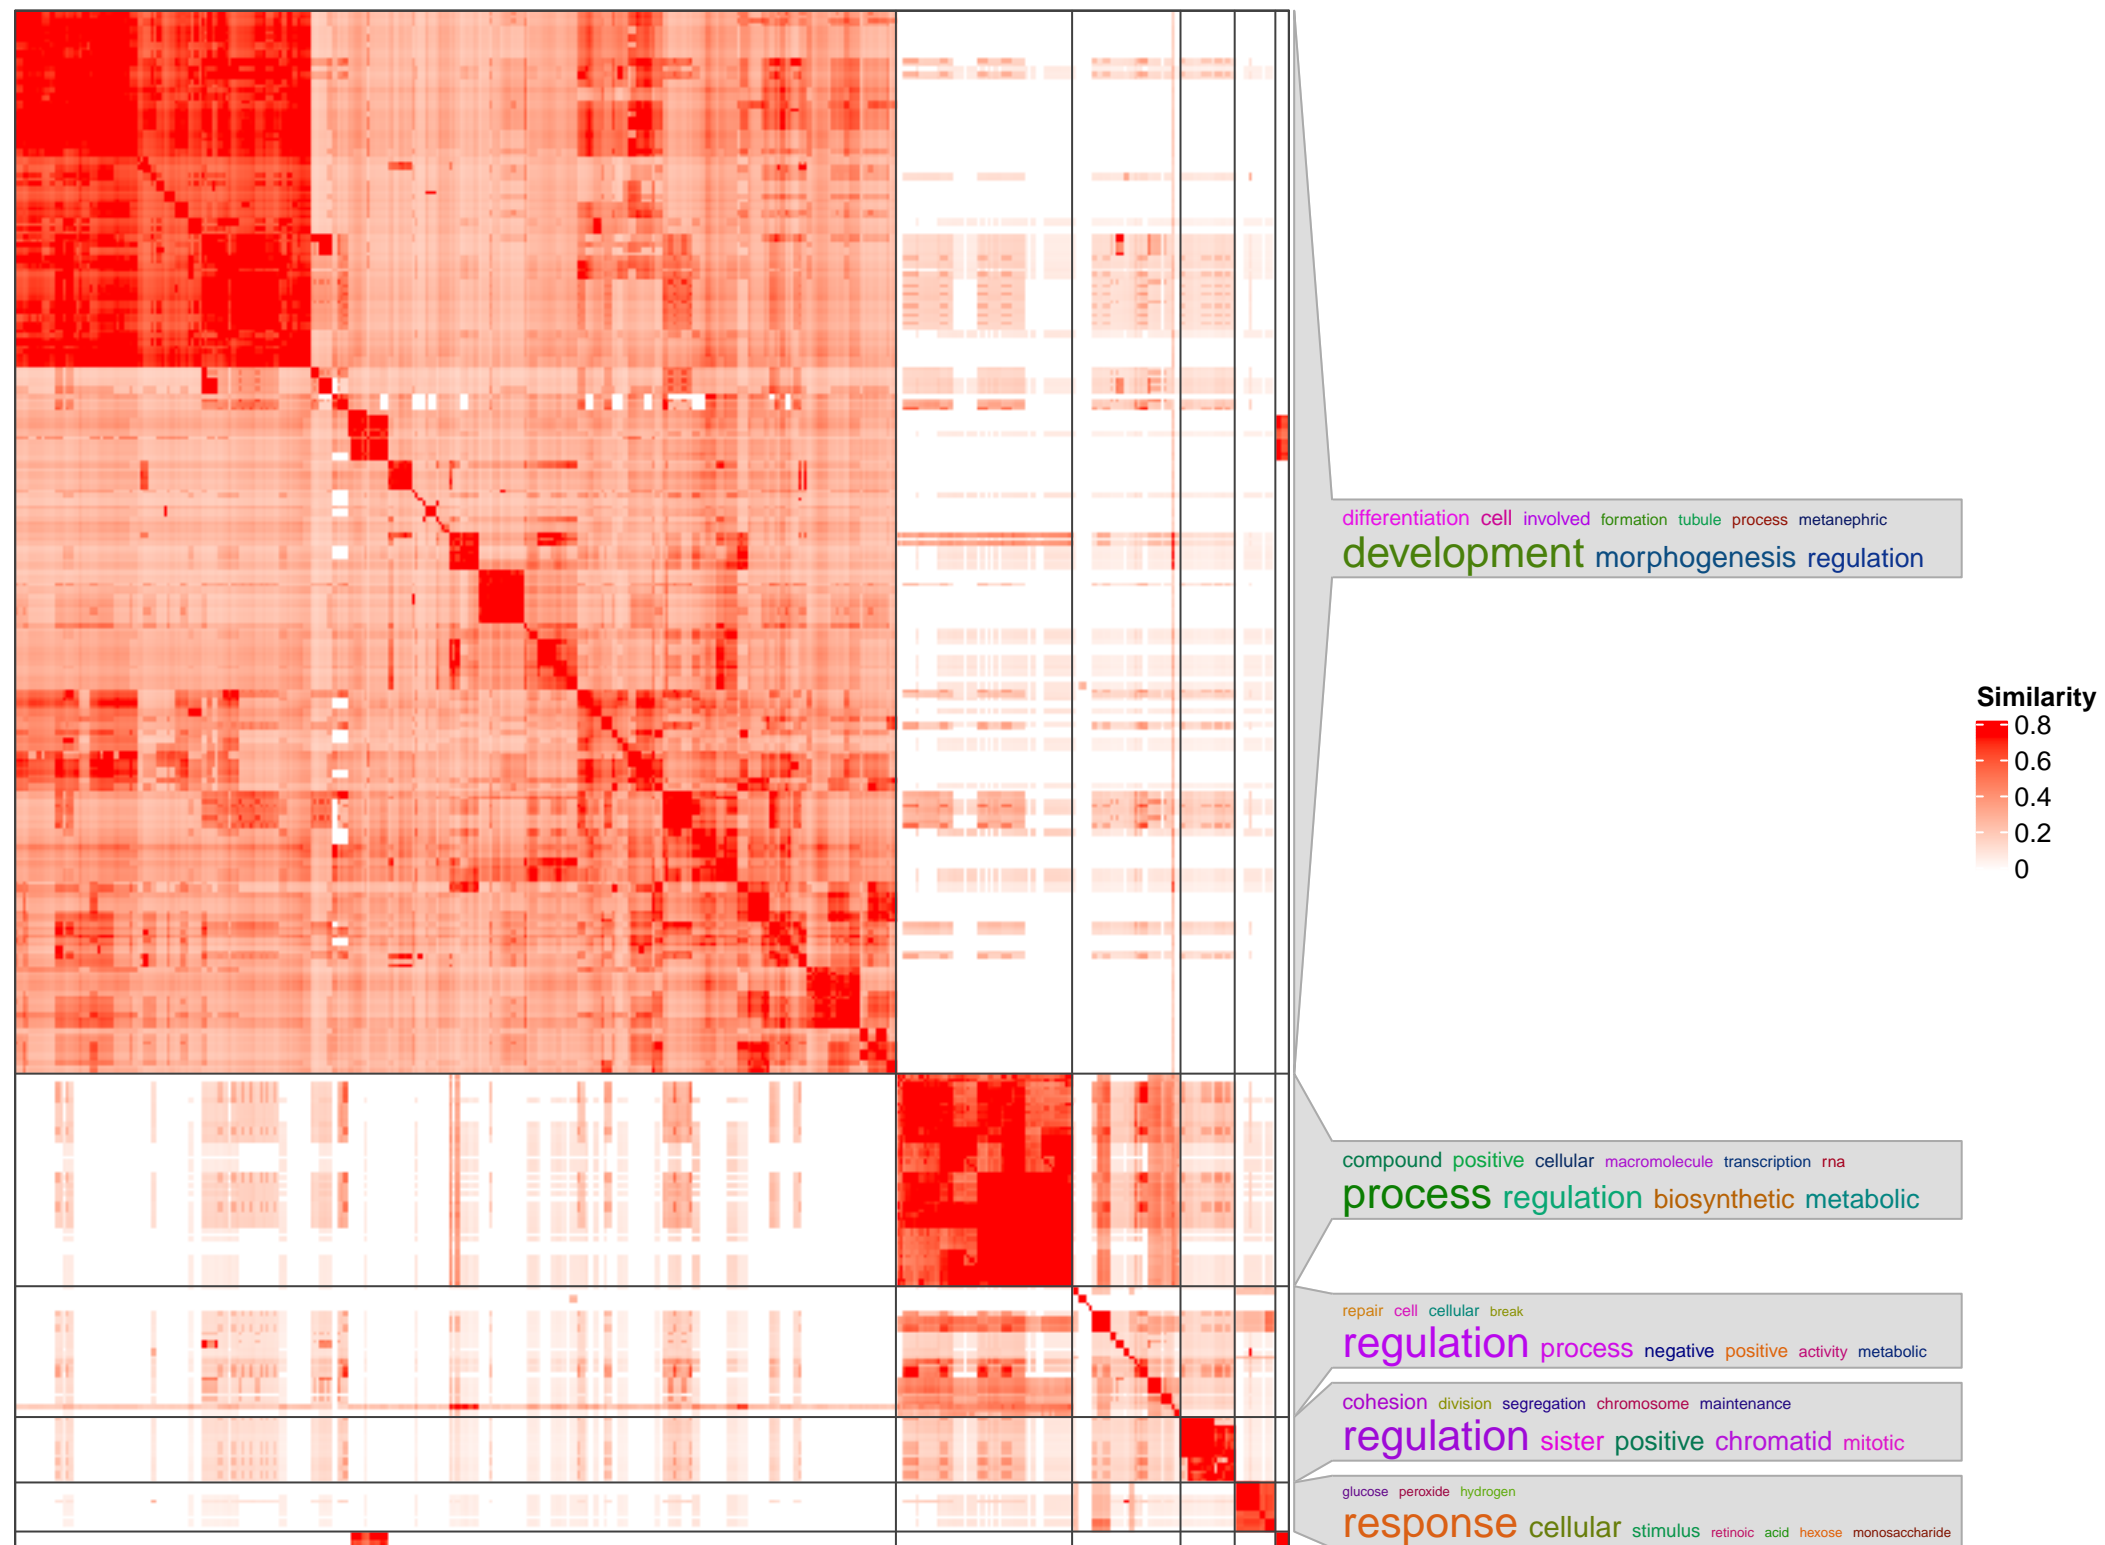 differentiation cell involved formation tubule process metanephric
development morphogenesis regulation
Similarity
0.8
0.6
0.4
0.2
0
compound positive cellular macromolecule transcription rna
process regulation biosynthetic metabolic
repair cell cellular break
regulation process negative positive activity metabolic
cohesion division segregation chromosome maintenance
regulation sister positive chromatid mitotic
glucose peroxide hydrogen
response cellular stimulus retinoic acid hexose monosaccharide